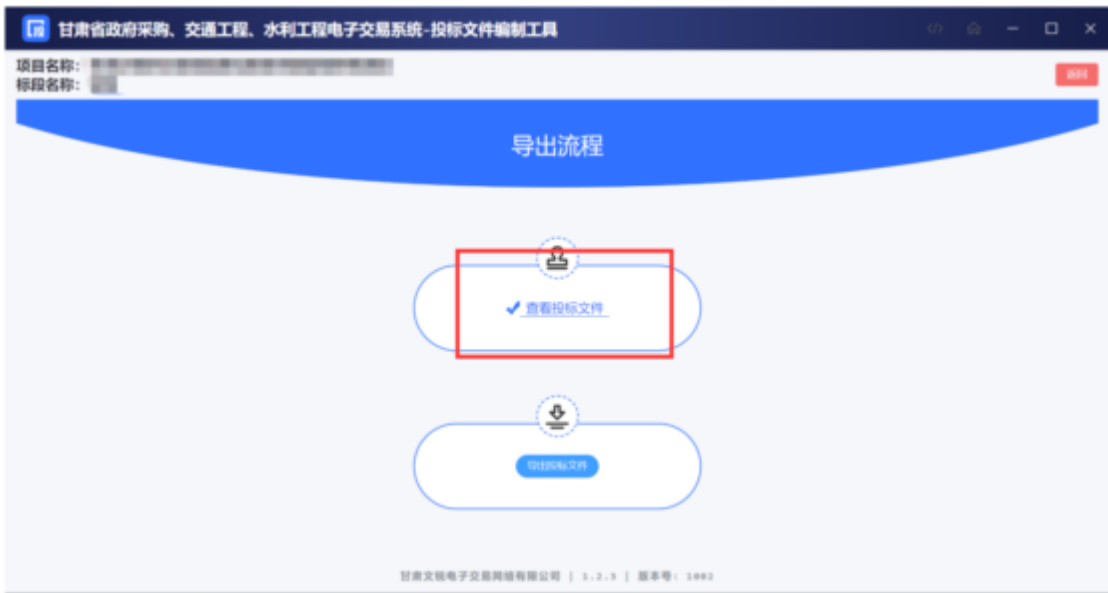 甘肃省政府采购、交通工程、水利工程电子交易系统-投标文件编制工具
项目名称：
标段名称：
返回
导出流程
查看投标文件
导出投标文件
甘肃文锐电子交易网络有限公司 | 1.2.3 | 版本号: 1002